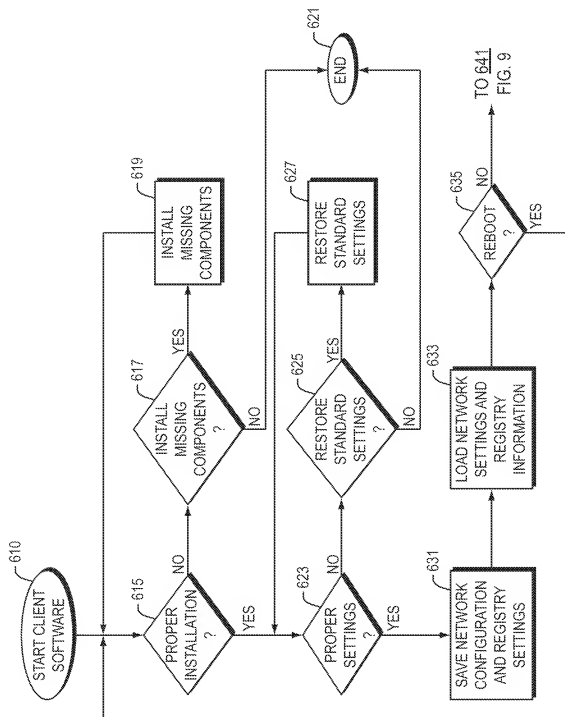 610
START CLIENT
SOFTWARE
615
PROPER
INSTALLATION
?
NO
YES
617
INSTALL
MISSING
COMPONENTS
?
YES
NO
619
INSTALL
MISSING
COMPONENTS
621
END
623
PROPER
SETTINGS
?
NO
YES
625
RESTORE
STANDARD
SETTINGS
?
YES
NO
627
RESTORE
STANDARD
SETTINGS
631
SAVE NETWORK
CONFIGURATION
AND REGISTRY
SETTINGS
633
LOAD NETWORK
SETTINGS AND
REGISTRY
INFORMATION
635
REBOOT
?
NO
YES
TO 641
FIG. 9